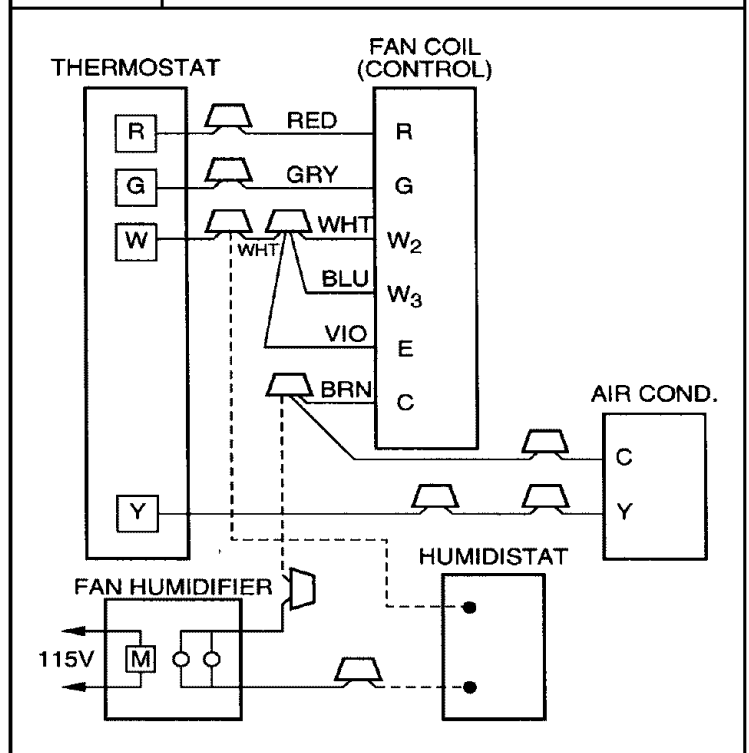 THERMOSTAT
FAN COIL
(CONTROL)
R
RED
R
G
GRY
G
W
WHT
WHT
W2
BLU
W3
VIO
E
BRN
C
AIR COND.
C
Y
Y
HUMIDISTAT
FAN HUMIDIFIER
115V
M